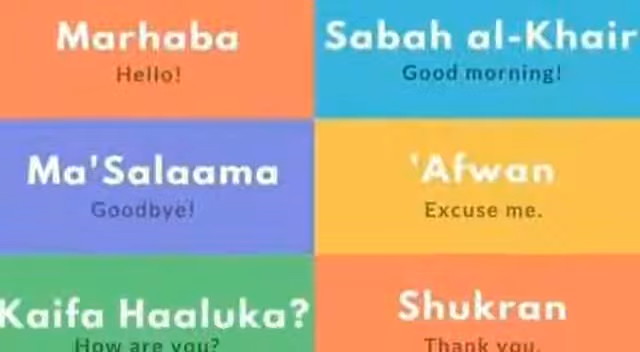 Marhaba
Hello!
Sabah al-Khair
Good morning!
Ma'Salaama
Goodbye!
'Afwan
Excuse me.
Kaifa Haaluka?
How are you?
Shukran
Thank you.